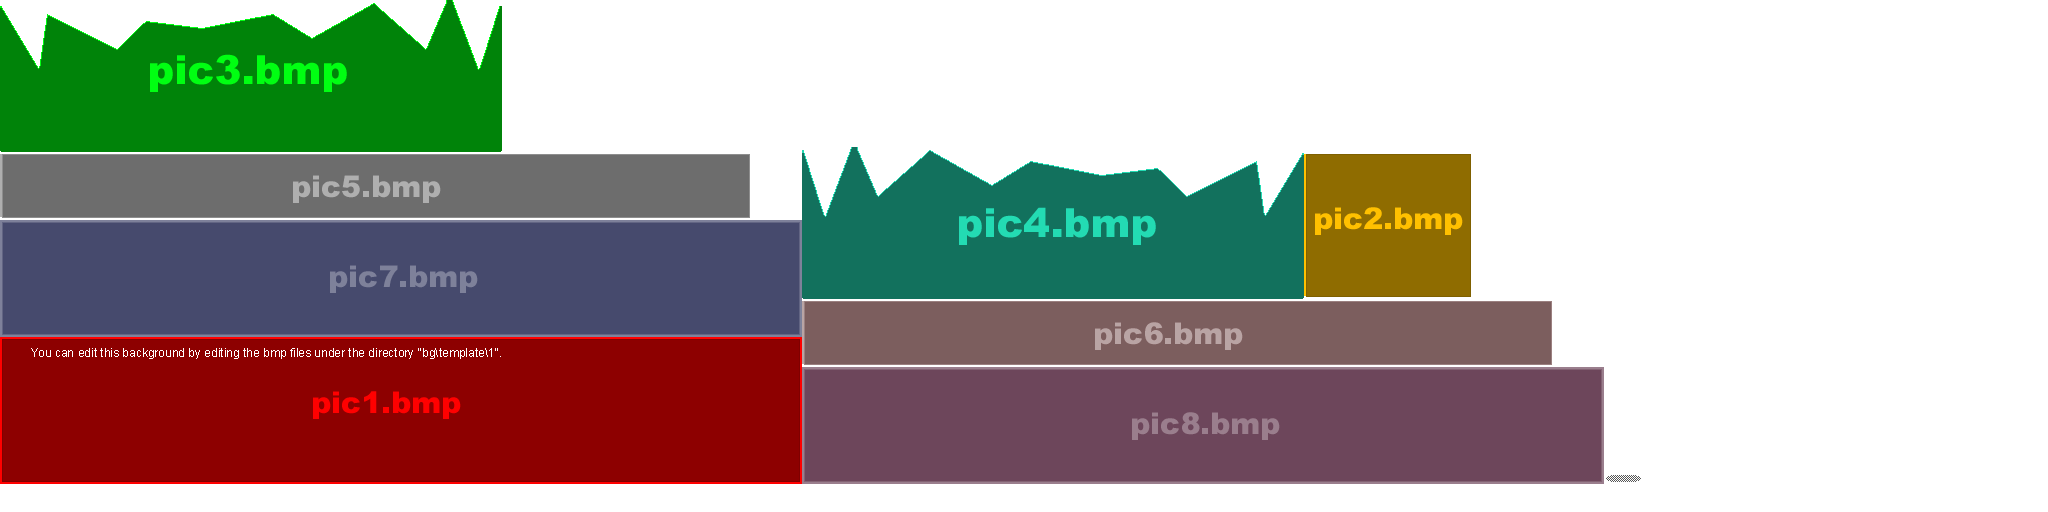 pic3.bmp
pic5.bmp
pic7.bmp
You can edit this background by editing the bmp files under the directory "bg\template\1".
pic1.bmp
pic4.bmp
pic2.bmp
pic6.bmp
pic8.bmp